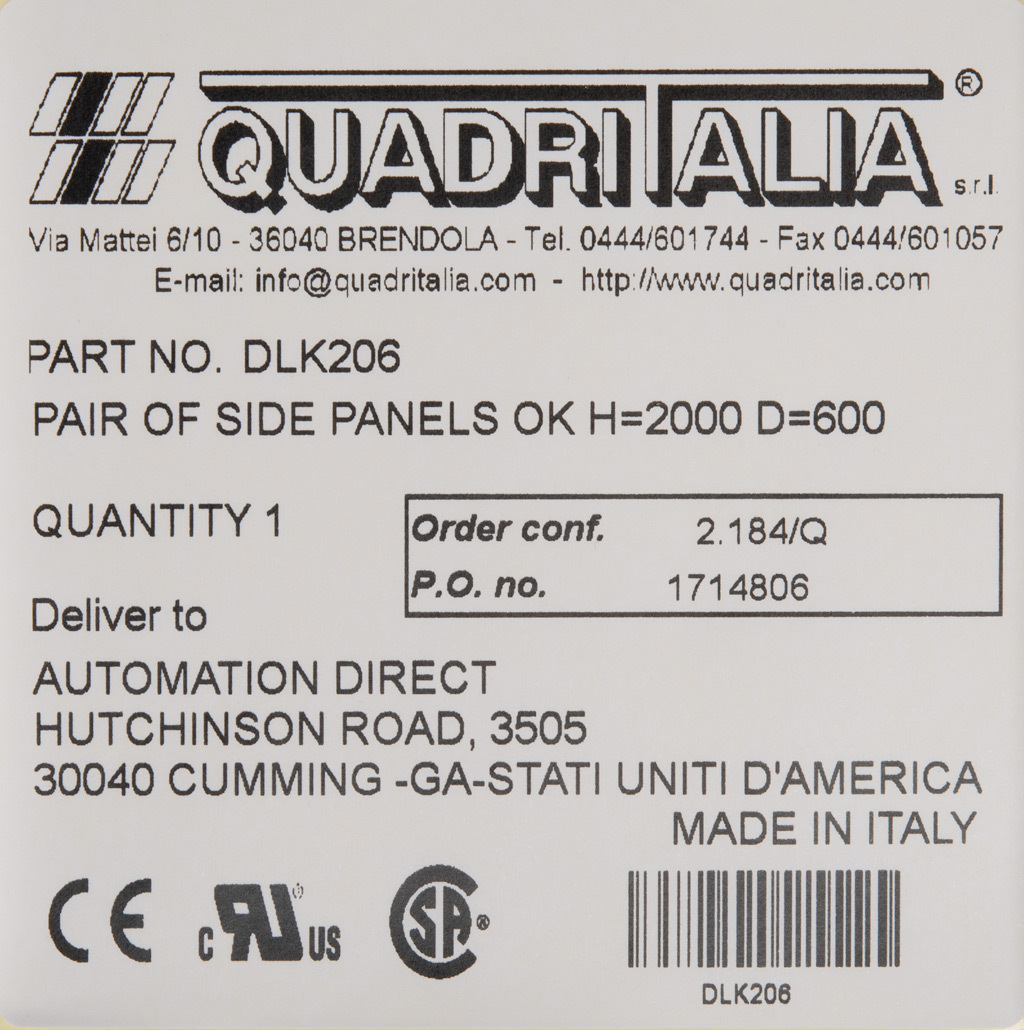 QUADRITALIA® s.r.l.
Via Mattei 6/10 - 36040 BRENDOLA - Tel. 0444/601744 - Fax 0444/601057
E-mail: info@quadritalia.com - http://www.quadritalia.com
PART NO. DLK206
PAIR OF SIDE PANELS OK H=2000 D=600
QUANTITY 1
Order conf. 2.184/Q
P.O. no. 1714806
Deliver to
AUTOMATION DIRECT
HUTCHINSON ROAD, 3505
30040 CUMMING -GA-STATI UNITI D'AMERICA
MADE IN ITALY
CE c RU® US SA®
DLK206